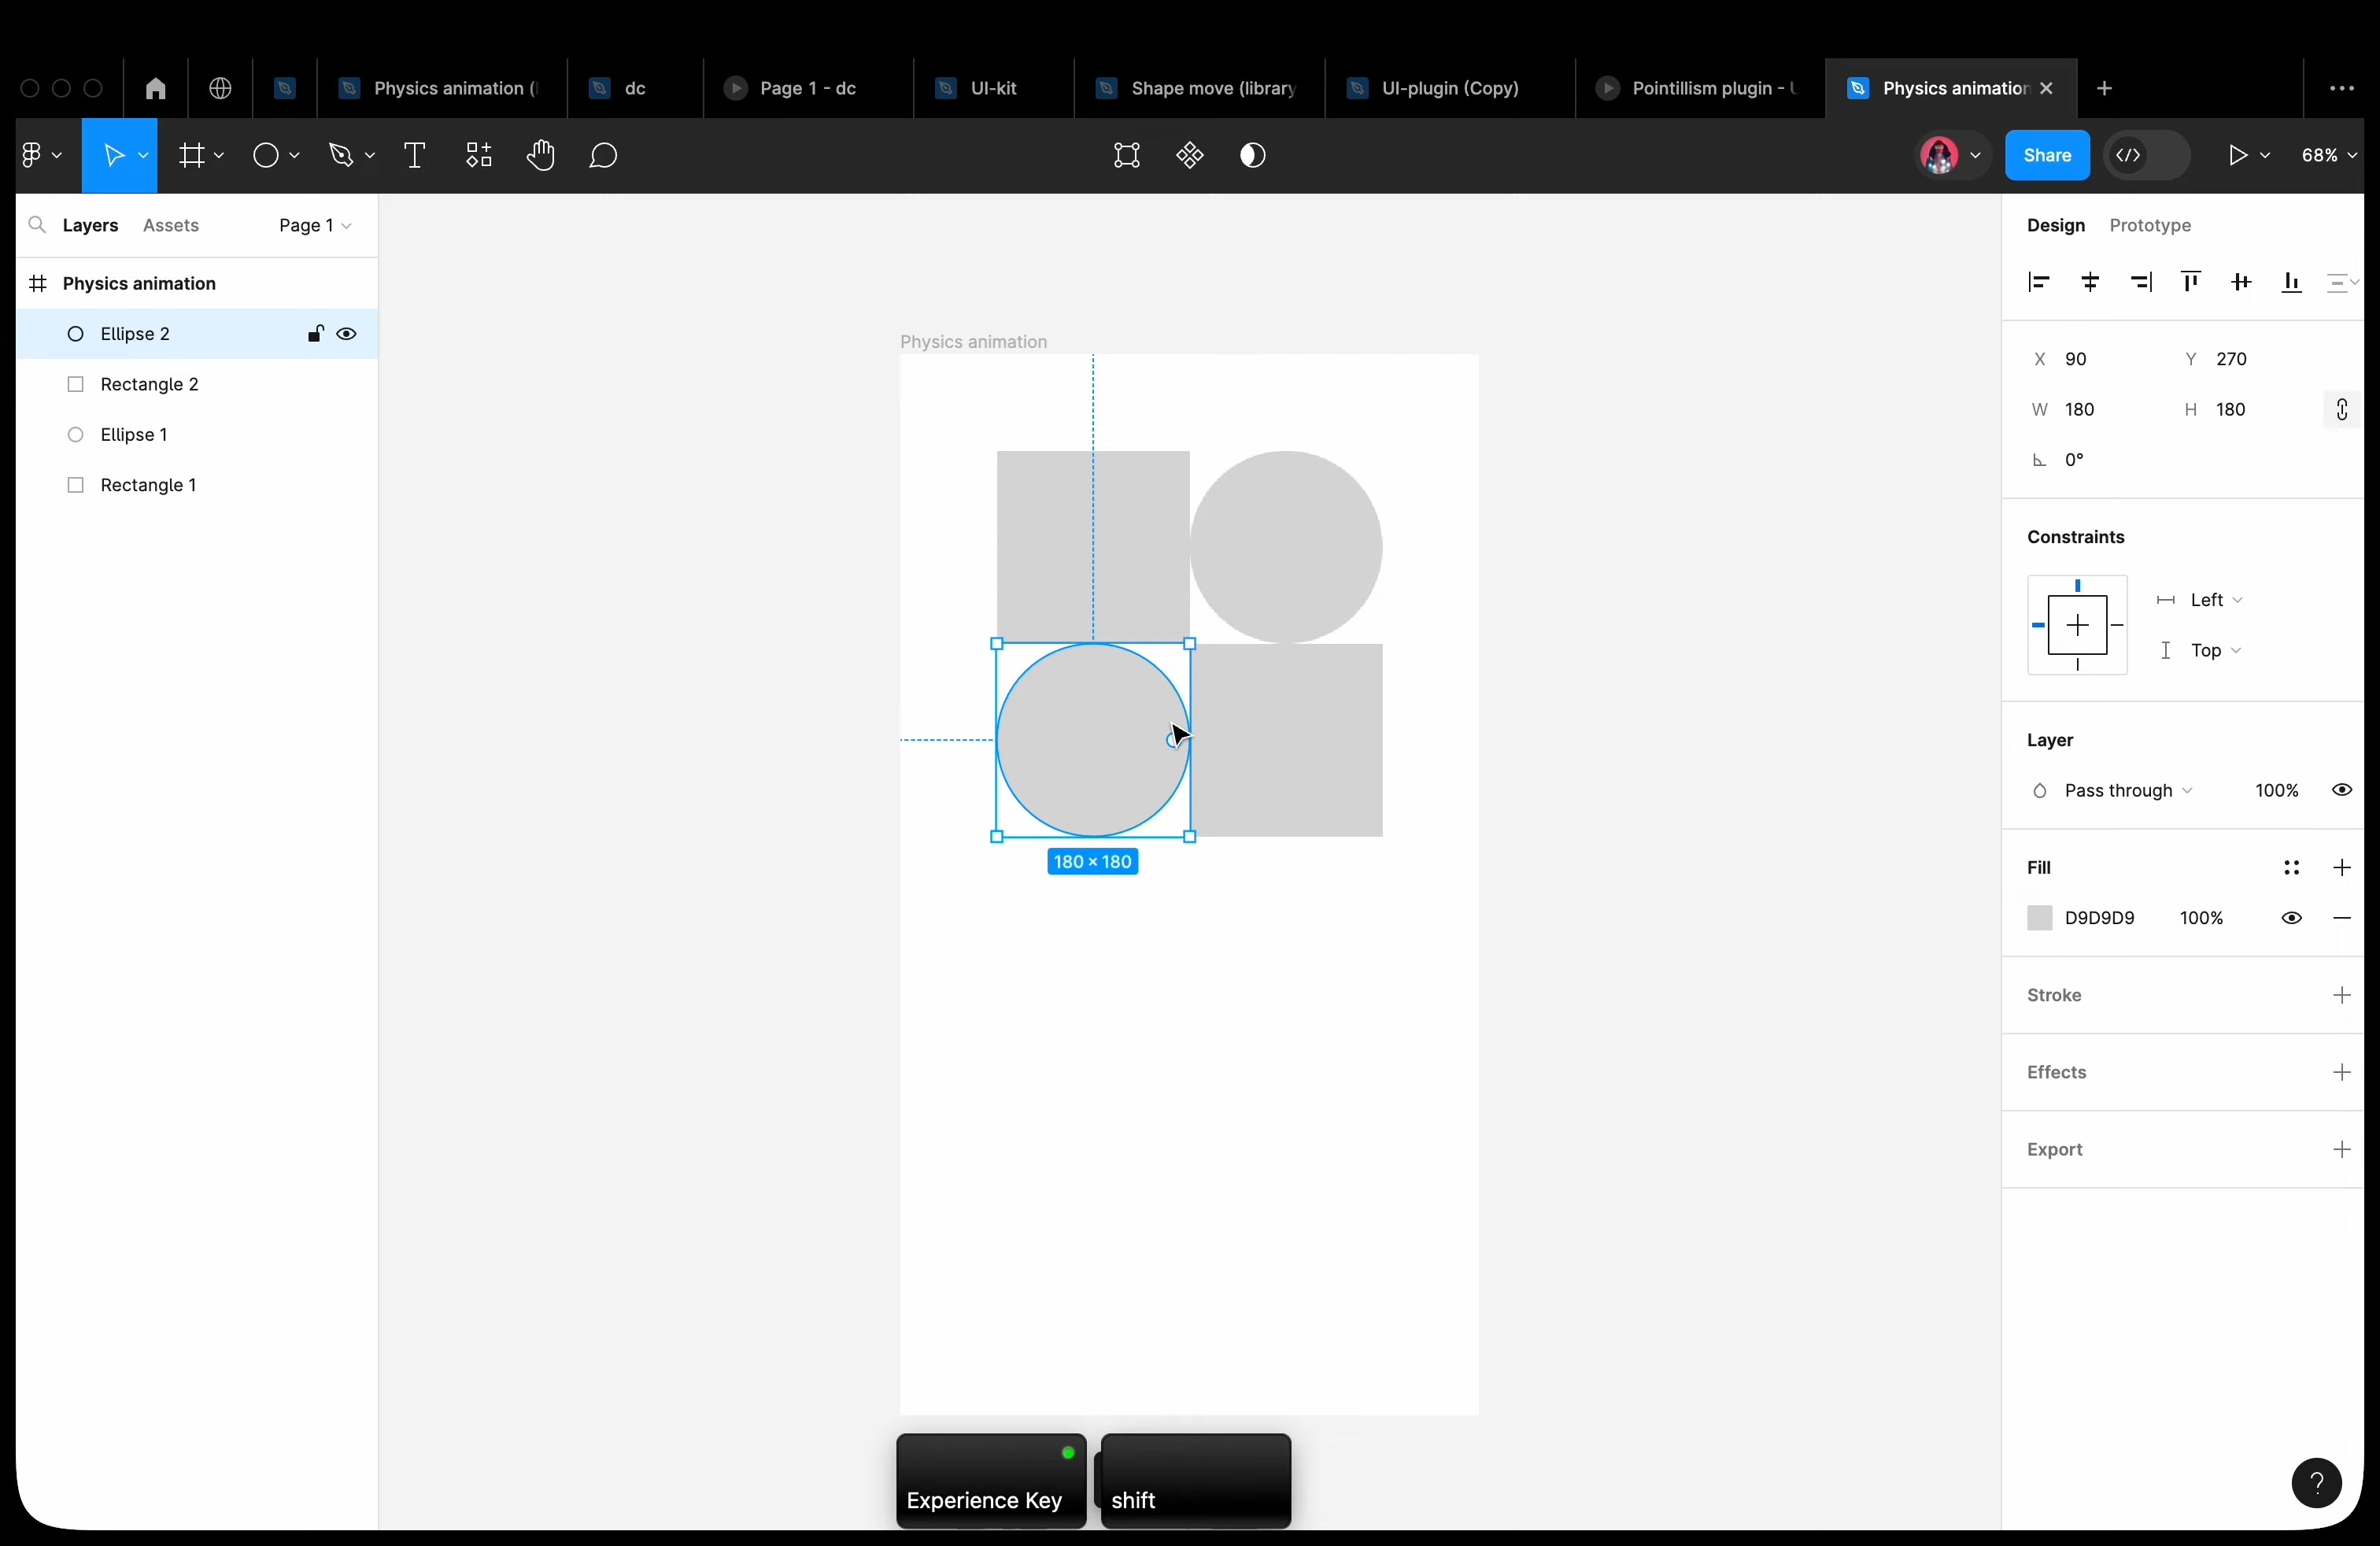 Physics animation (
dc
Page 1 - dc
UI-kit
Shape move (library
UI-plugin (Copy)
Pointillism plugin - U
Physics animation
Share
68%
Layers
Assets
Page 1
Physics animation
Ellipse 2
Rectangle 2
Ellipse 1
Rectangle 1
Physics animation
180 × 180
Experience Key
shift
Design
Prototype
X 90
Y 270
W 180
H 180
0°
Constraints
Left
Top
Layer
Pass through
100%
Fill
D9D9D9
100%
Stroke
Effects
Export
?